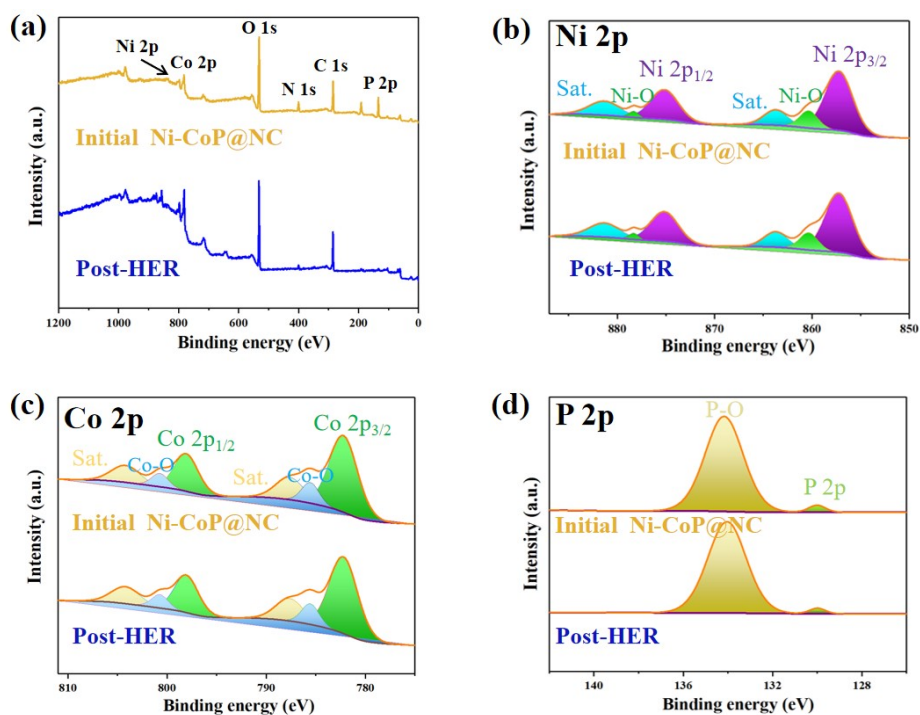 (a)
O 1s
Ni 2p
Co 2p
C 1s
N 1s
P 2p
Initial Ni-CoP@NC
Post-HER
Intensity (a.u.)
1200 1000 800 600 400 200 0
Binding energy (eV)
(b)
Ni 2p
Ni 2p3/2
Ni 2p1/2
Sat. Ni-O Sat. Ni-O
Initial Ni-CoP@NC
Post-HER
Intensity (a.u.)
880 870 860 850
Binding energy (eV)
(c)
Co 2p
Co 2p3/2
Co 2p1/2
Sat. Co-O Sat. Co-O
Initial Ni-CoP@NC
Post-HER
Intensity (a.u.)
810 800 790 780
Binding energy (eV)
(d)
P 2p
P-O
P 2p
Initial Ni-CoP@NC
Post-HER
Intensity (a.u.)
140 136 132 128
Binding energy (eV)